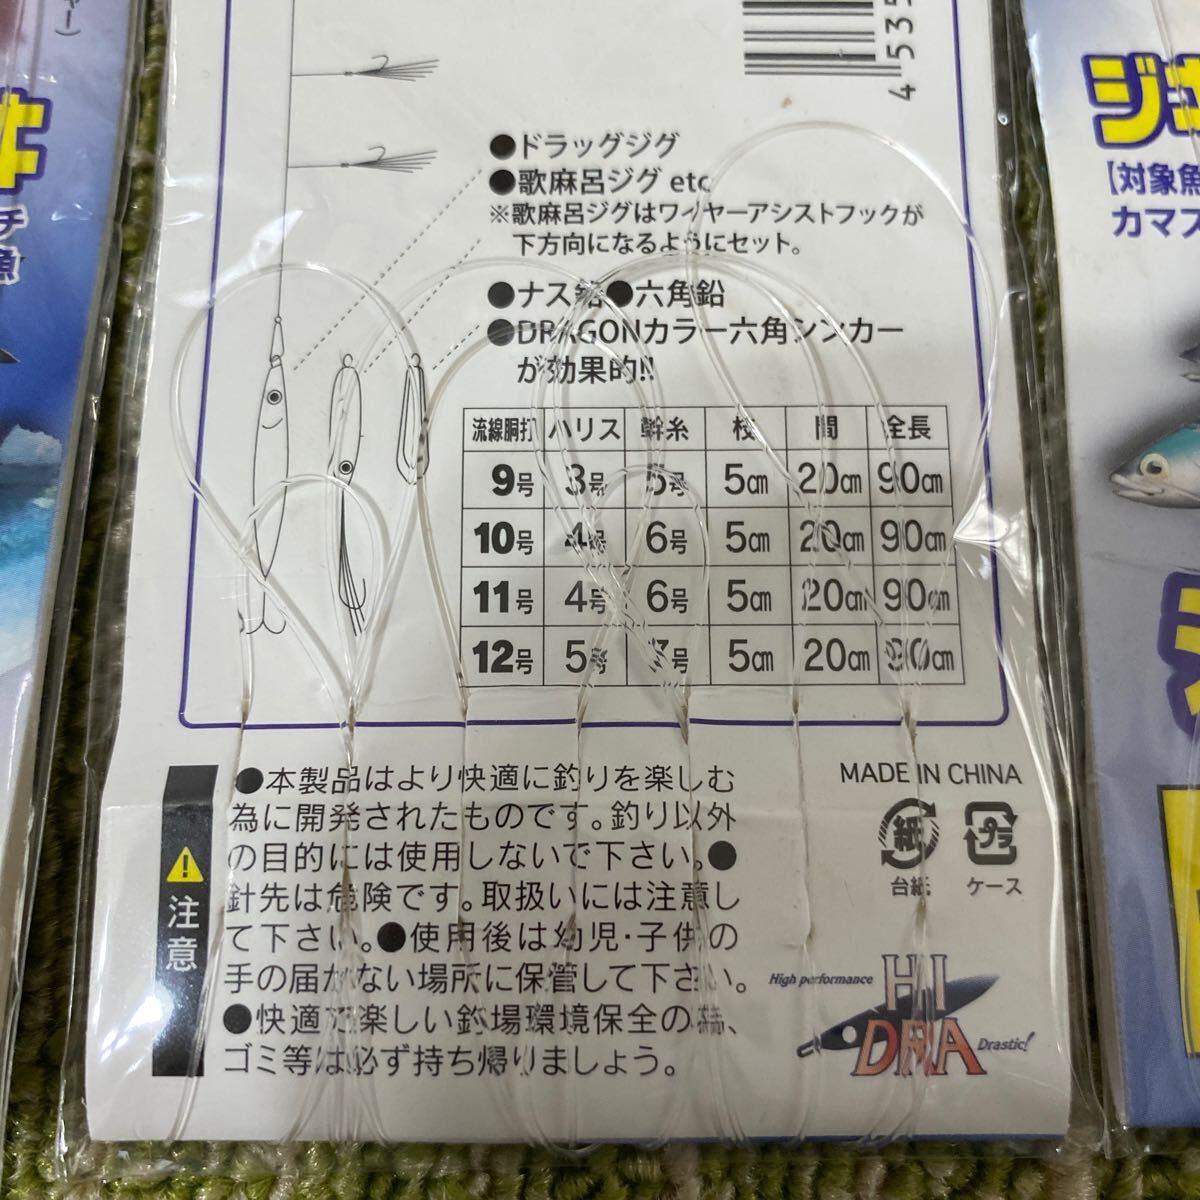 4 535
●ドラッグジグ
●歌麻呂ジグ etc
※歌麻呂ジグはワイヤーアシストフックが
下方向になるようにセット。
●ナス鉛●六角鉛
●DRAGONカラー六角シンカー
が効果的!!
流線胴打 ハリス 幹糸 枝 間 全長
9号 3号 5号 5cm 20cm 90cm
10号 4号 6号 5cm 20cm 90cm
11号 4号 6号 5cm 20cm 90cm
12号 5号 7号 5cm 20cm 90cm
注意
●本製品はより快適に釣りを楽しむ
為に開発されたものです。釣り以外
の目的には使用しないで下さい。●
針先は危険です。取扱いには注意し
て下さい。●使用後は幼児・子供の
手の届かない場所に保管して下さい。
●快適で楽しい釣場環境保全の為、
ゴミ等は必ず持ち帰りましょう。
MADE IN CHINA
紙 プラ
台紙 ケース
High performance
HI
DRA
Drastic!
チ
魚
ジギ
【対象魚
カマス